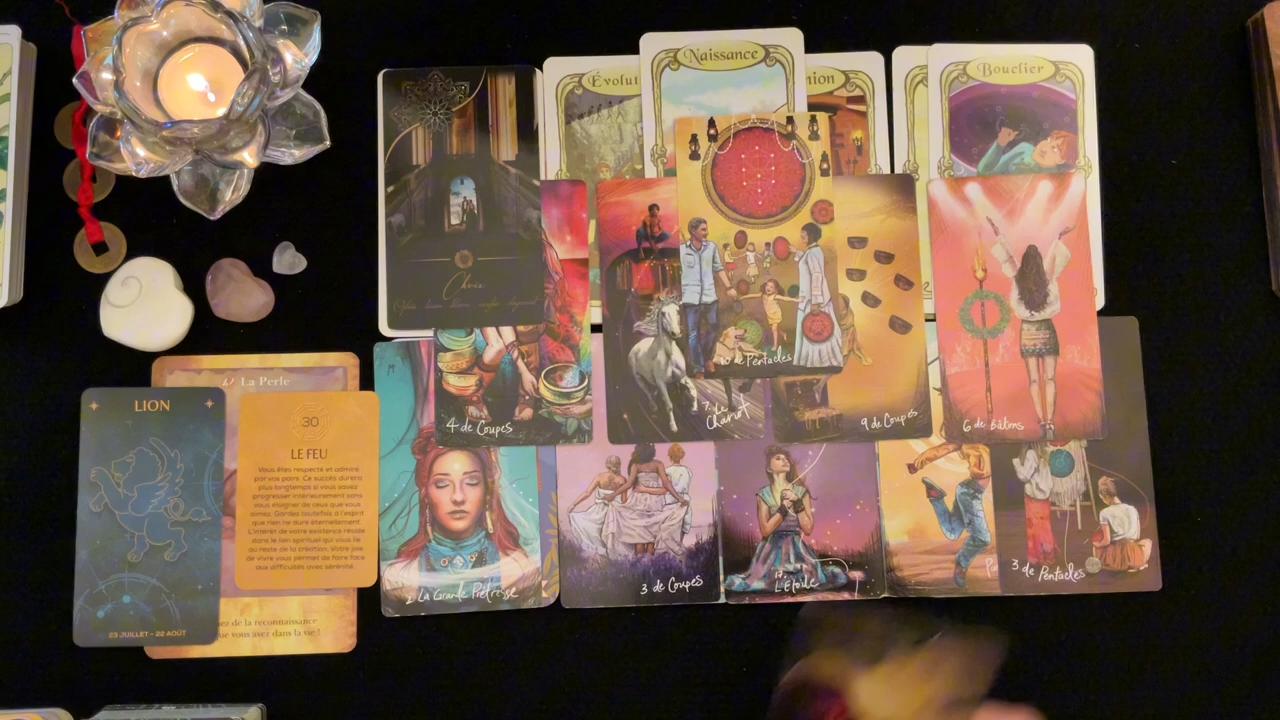 Évolut
Naissance
nion
Bouclier
Choix
4 de Coupes
7. Le
Chariot
10 de Pentacles
9 de Coupes
6 de bâtons
LION
23 JUILLET - 22 AOÛT
La Perle
30
LE FEU
Vous êtes respecté et admiré
par vos pairs. Ce succès durera
plus longtemps si vous savez
progresser intérieurement sans
vous éloigner de ceux que vous
aimez. Gardez toutefois à l'esprit
que rien ne dure éternellement.
L'intérêt de votre existence réside
dans le lien spirituel qui vous lie
au reste de la création. Votre joie
de vivre vous permet de faire face
aux difficultés avec sérénité.
ez de la reconnaissance
que vous avez dans la vie !
2 La Grande Prêtresse
3 de Coupes
17.
L'Étoile
3 de Pentacles